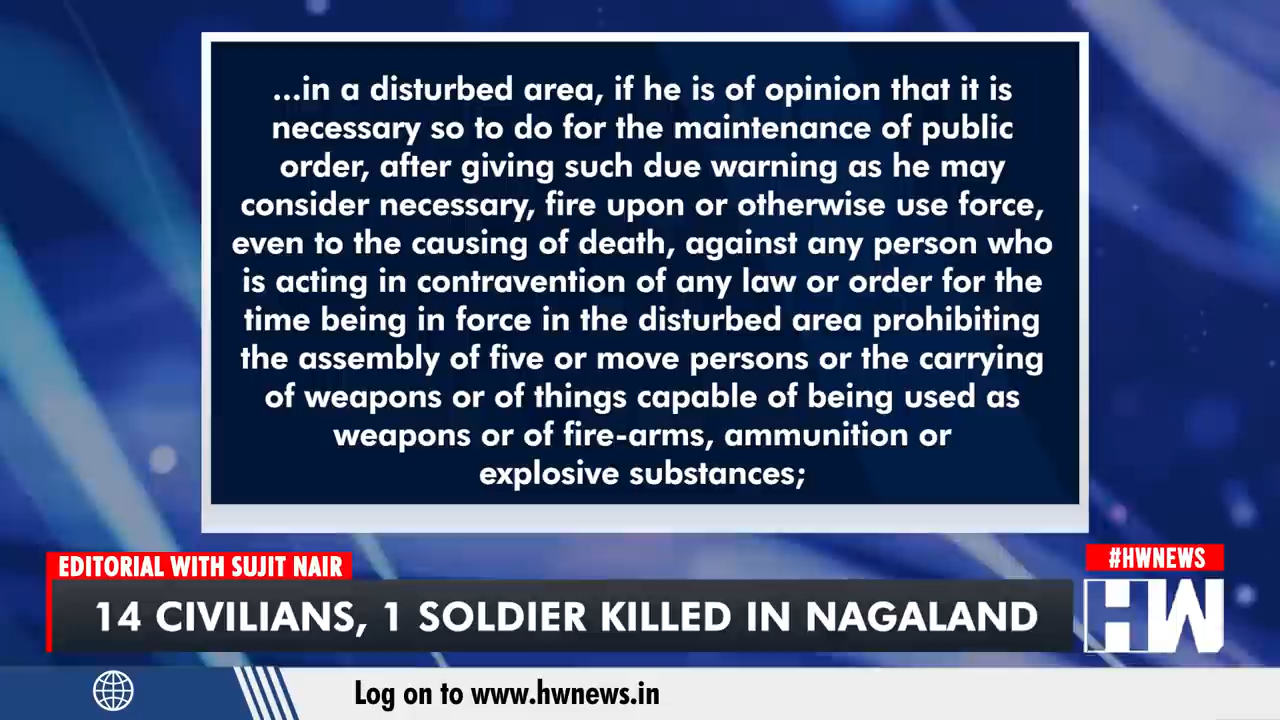 ...in a disturbed area, if he is of opinion that it is
necessary so to do for the maintenance of public
order, after giving such due warning as he may
consider necessary, fire upon or otherwise use force,
even to the causing of death, against any person who
is acting in contravention of any law or order for the
time being in force in the disturbed area prohibiting
the assembly of five or move persons or the carrying
of weapons or of things capable of being used as
weapons or of fire-arms, ammunition or
explosive substances;
EDITORIAL WITH SUJIT NAIR
#HWNEWS
14 CIVILIANS, 1 SOLDIER KILLED IN NAGALAND
HW
Log on to www.hwnews.in